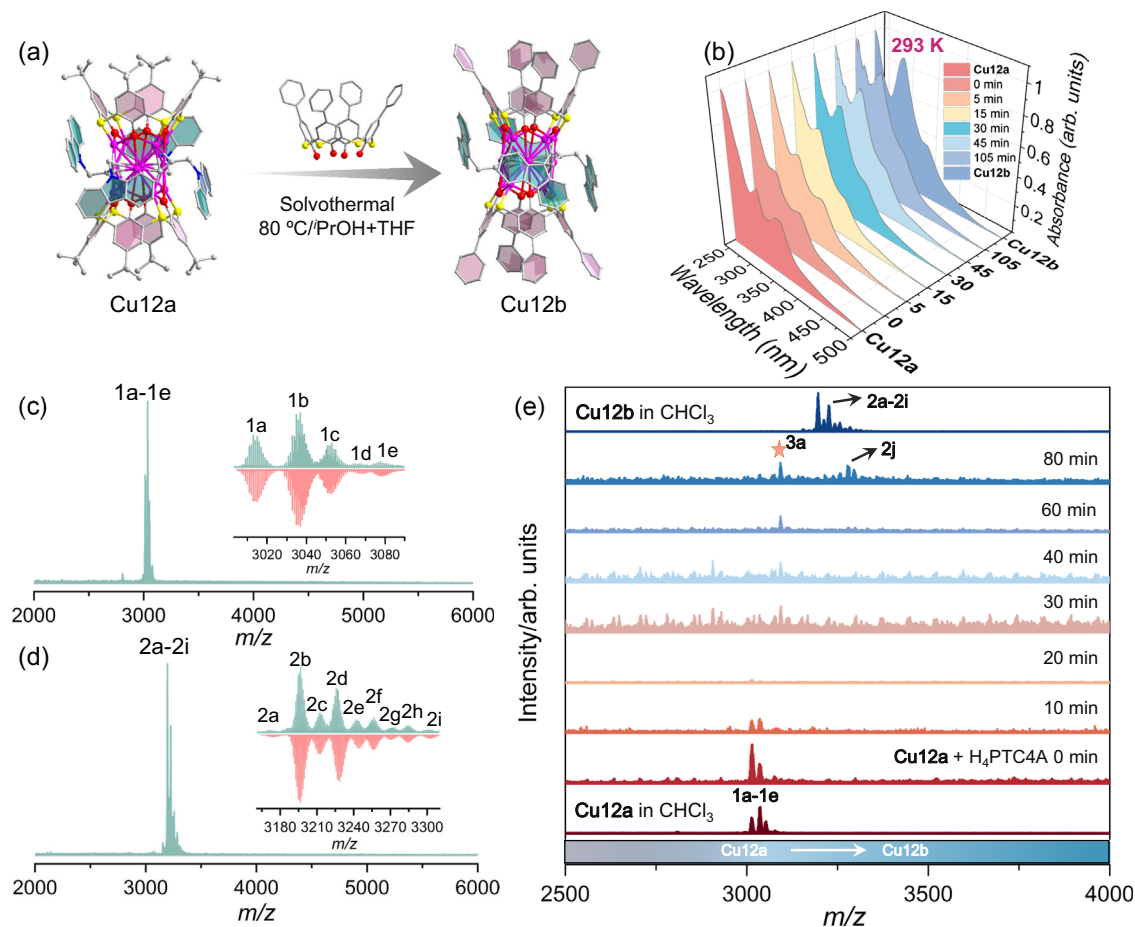 (a)
Solvothermal
80 ºC/iPrOH+THF
Cu12a
Cu12b
(b)
293 K
Cu12a
0 min
5 min
15 min
30 min
45 min
105 min
Cu12b
1
0.8
0.6
0.4
0.2
Absorbance (arb. units)
250
300
350
400
450
500
Wavelength (nm)
Cu12a
0
5
15
30
45
105
Cu12b
(c)
1a-1e
1a
1b
1c
1d
1e
3020 3040 3060 3080
m/z
2000 3000 4000 5000 6000
m/z
(d)
2a-2i
2a
2b
2c
2d
2e
2f
2g
2h
2i
3180 3210 3240 3270 3300
m/z
2000 3000 4000 5000 6000
m/z
(e)
Intensity/arb. units
Cu12b in CHCl3
2a-2i
3a
2j
80 min
60 min
40 min
30 min
20 min
10 min
Cu12a + H4PTC4A 0 min
1a-1e
Cu12a in CHCl3
Cu12a
Cu12b
2500 3000 3500 4000
m/z